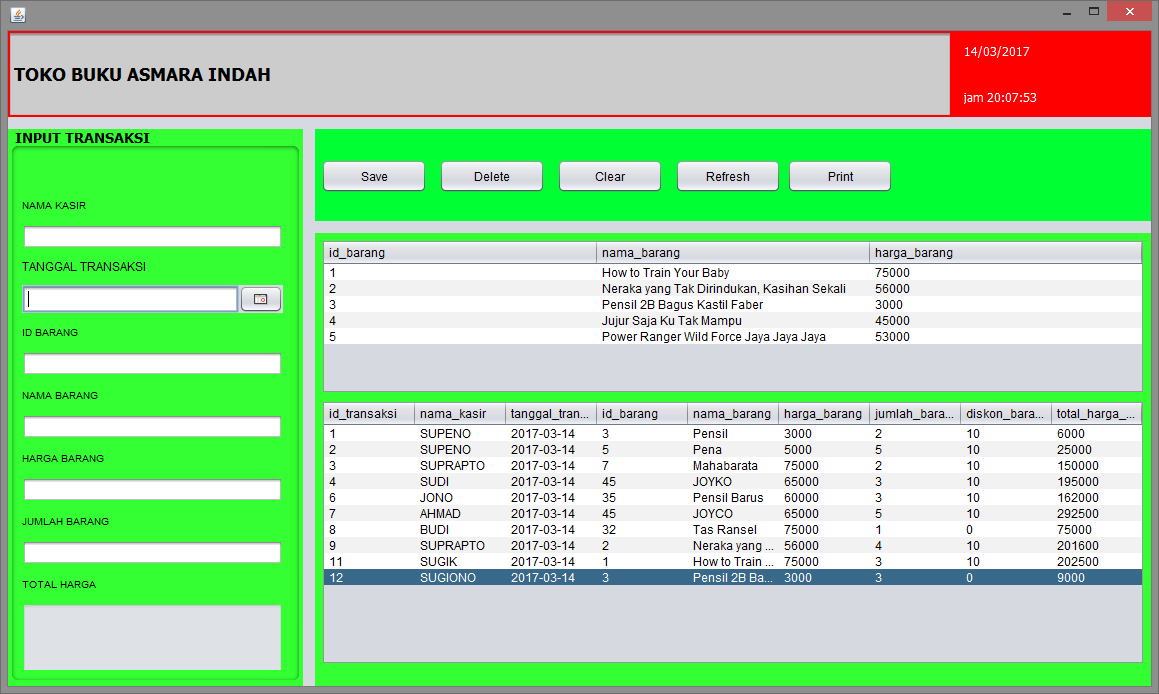 TOKO BUKU ASMARA INDAH
14/03/2017
jam 20:07:53
INPUT TRANSAKSI
NAMA KASIR
TANGGAL TRANSAKSI
ID BARANG
NAMA BARANG
HARGA BARANG
JUMLAH BARANG
TOTAL HARGA
Save Delete Clear Refresh Print
id_barang nama_barang harga_barang
1 How to Train Your Baby 75000
2 Neraka yang Tak Dirindukan, Kasihan Sekali 56000
3 Pensil 2B Bagus Kastil Faber 3000
4 Jujur Saja Ku Tak Mampu 45000
5 Power Ranger Wild Force Jaya Jaya Jaya 53000
id_transaksi nama_kasir tanggal_tran... id_barang nama_barang harga_barang jumlah_bara... diskon_bara... total_harga_...
1 SUPENO 2017-03-14 3 Pensil 3000 2 10 6000
2 SUPENO 2017-03-14 5 Pena 5000 5 10 25000
3 SUPRAPTO 2017-03-14 7 Mahabarata 75000 2 10 150000
4 SUDI 2017-03-14 45 JOYKO 65000 3 10 195000
6 JONO 2017-03-14 35 Pensil Barus 60000 3 10 162000
7 AHMAD 2017-03-14 45 JOYCO 65000 5 10 292500
8 BUDI 2017-03-14 32 Tas Ransel 75000 1 0 75000
9 SUPRAPTO 2017-03-14 2 Neraka yang ... 56000 4 10 201600
11 SUGIK 2017-03-14 1 How to Train ... 75000 3 10 202500
12 SUGIONO 2017-03-14 3 Pensil 2B Ba... 3000 3 0 9000